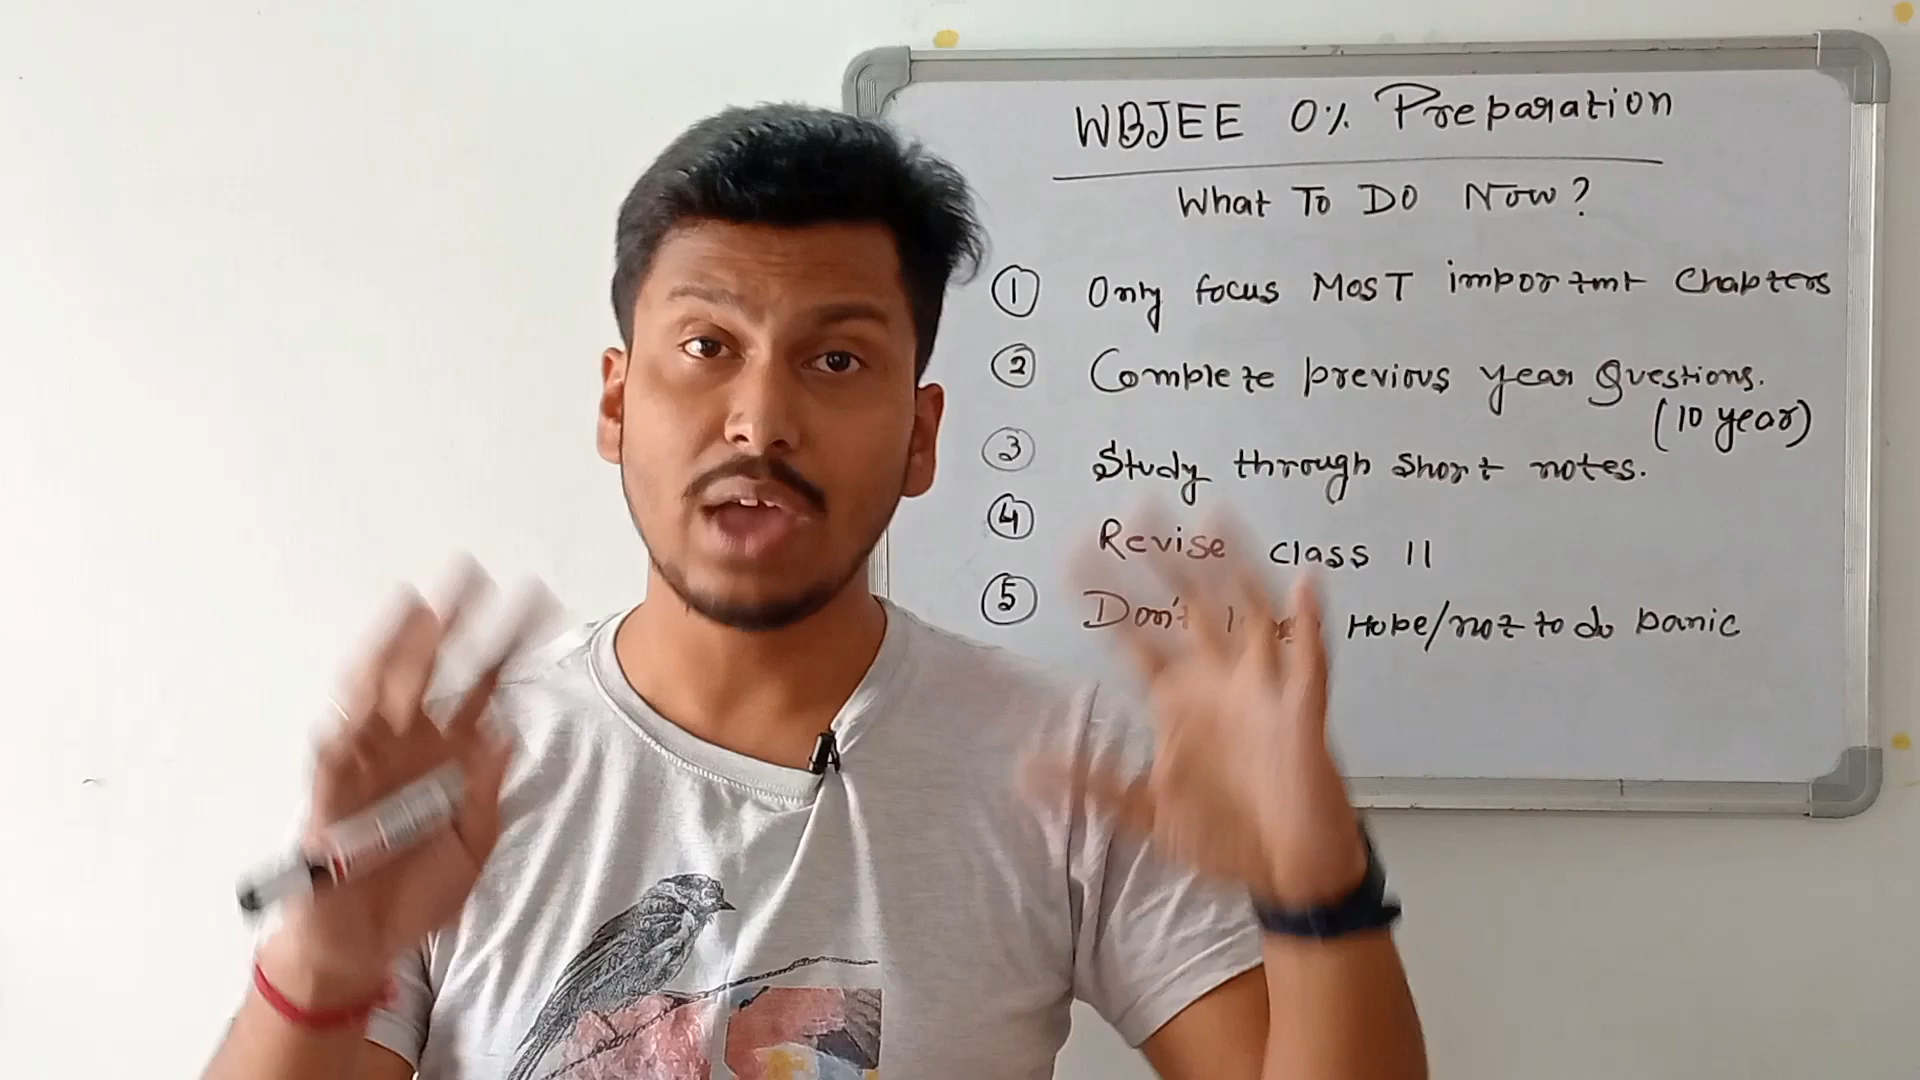 WBJEE 0% Preparation
What To DO Now?
① Only focus MOST important Chapters
② Complete previous year Questions.
(10 year)
③ Study through short notes.
④ Revise class 11
⑤ Don't Hope/not to do panic